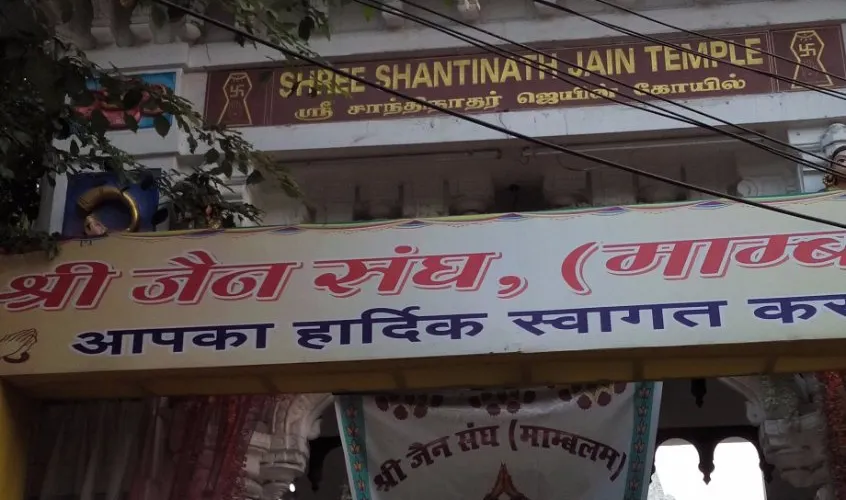 SHREE SHANTINATH JAIN TEMPLE
ஸ்ரீ சாந்திநாதர் ஜெயின் கோயில்
श्री जैन संघ, (माम्ब
आपका हार्दिक स्वागत कर
श्री जैन संघ (माम्बलम)